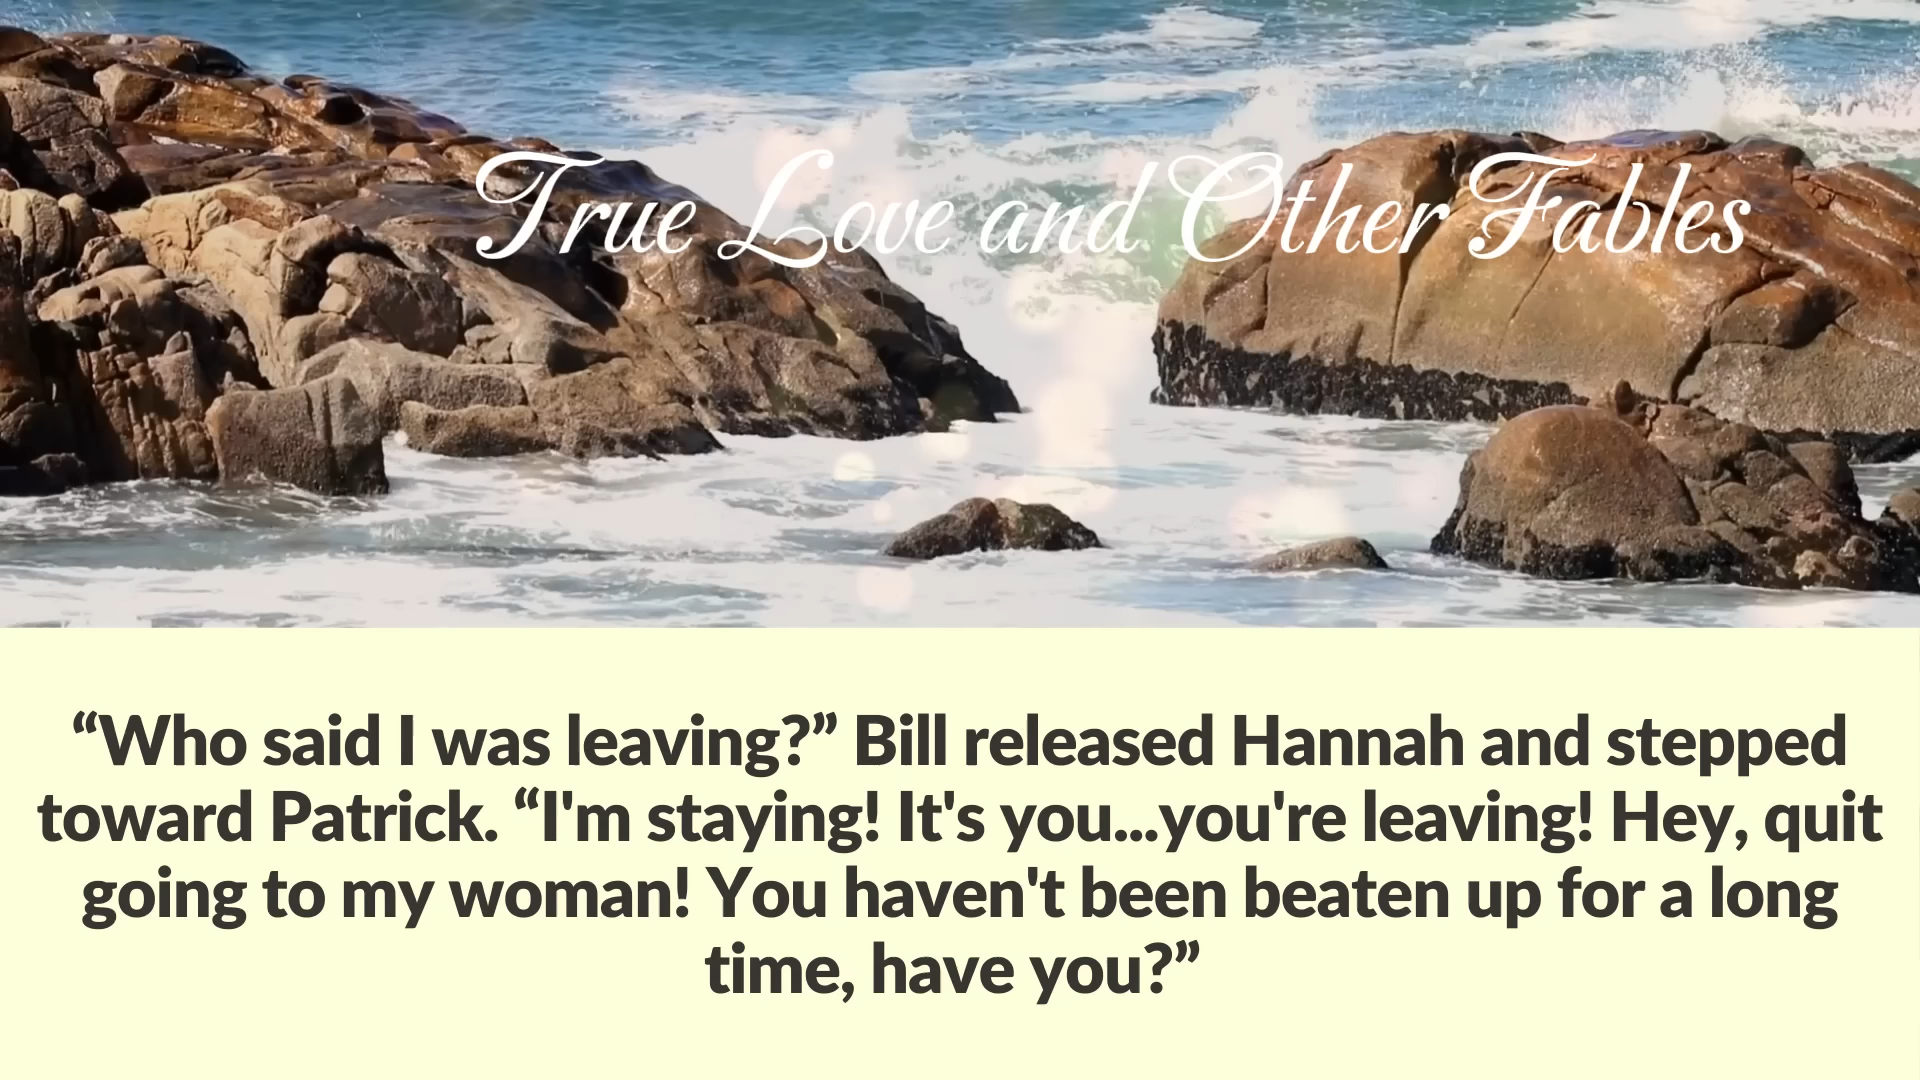 True Love and Other Fables
“Who said I was leaving?” Bill released Hannah and stepped
toward Patrick. “I'm staying! It's you...you're leaving! Hey, quit
going to my woman! You haven't been beaten up for a long
time, have you?”